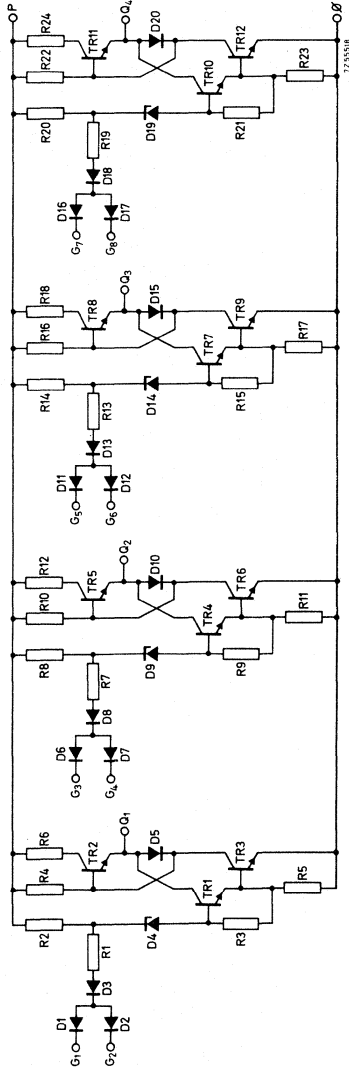 P
R2
R4
R6
TR2
Q1
D1
G1
D3
R1
D2
G2
D4
D5
TR1
TR3
R3
R5
R8
R10
R12
TR5
Q2
D6
G3
D8
R7
D7
G4
D9
D10
TR4
TR6
R9
R11
R14
R16
R18
TR8
Q3
D11
G5
D13
R13
D12
G6
D14
D15
TR7
TR9
R15
R17
R20
R22
R24
TR11
Q4
D16
G7
D18
R19
D17
G8
D19
D20
TR10
TR12
R21
R23
Ø
7Z55518